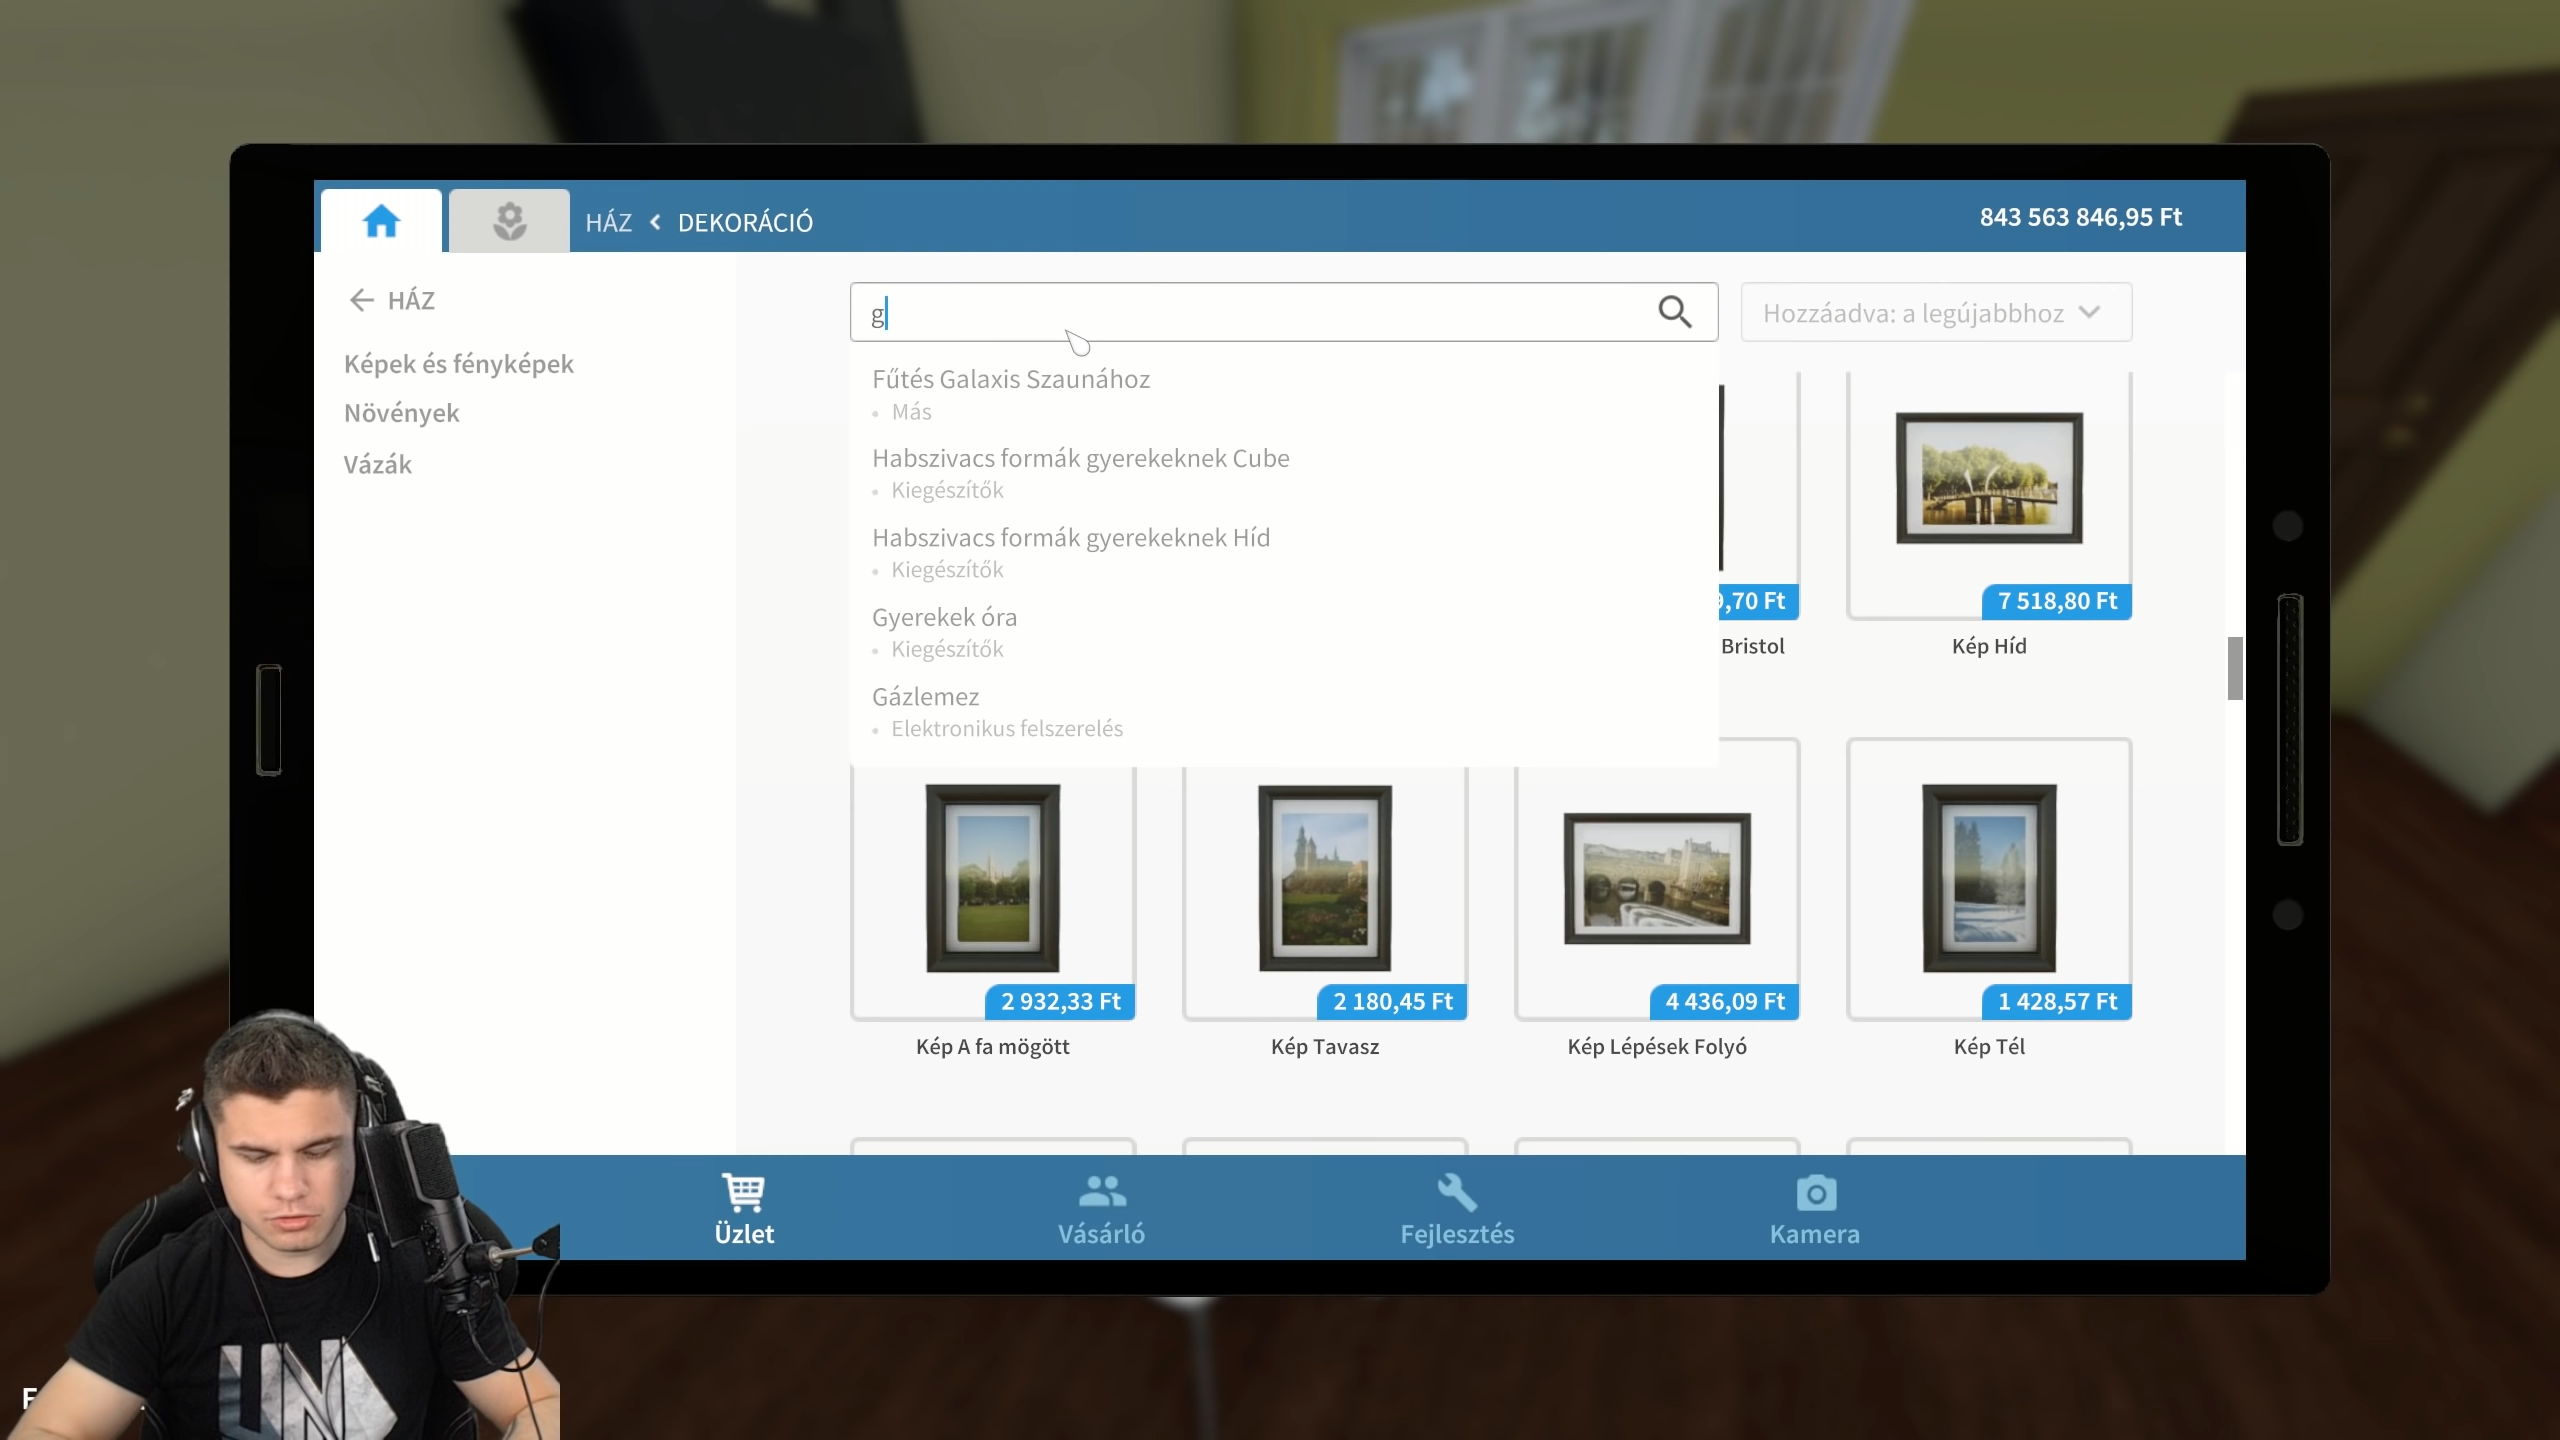 HÁZ < DEKORÁCIÓ
843 563 846,95 Ft
HÁZ
Képek és fényképek
Növények
Vázák
g
Hozzáadva: a legújabbhoz
Fűtés Galaxis Szaunához
• Más
Habszivacs formák gyerekeknek Cube
• Kiegészítők
Habszivacs formák gyerekeknek Híd
• Kiegészítők
Gyerekek óra
• Kiegészítők
Gázlemez
• Elektronikus felszerelés
,70 Ft
Bristol
7 518,80 Ft
Kép Híd
2 932,33 Ft
Kép A fa mögött
2 180,45 Ft
Kép Tavasz
4 436,09 Ft
Kép Lépések Folyó
1 428,57 Ft
Kép Tél
Üzlet
Vásárló
Fejlesztés
Kamera